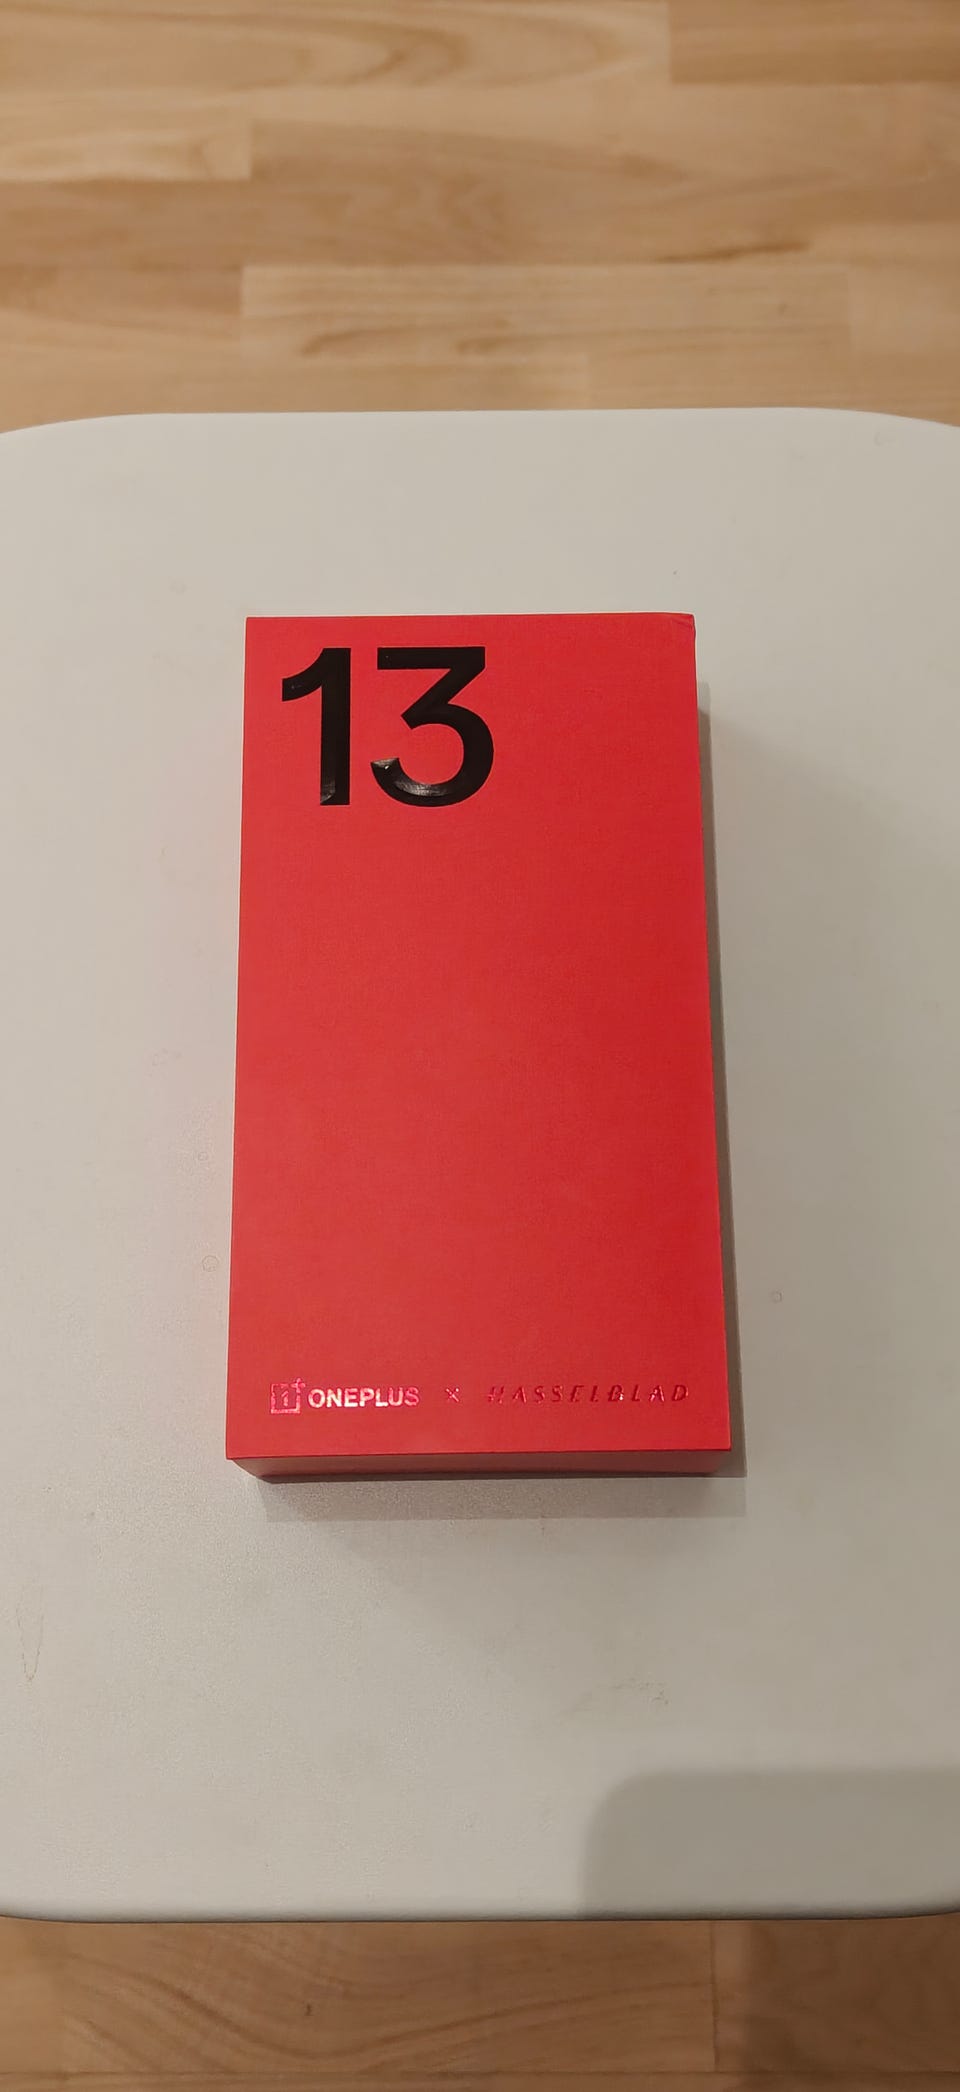 13
ONEPLUS × HASSELBLAD